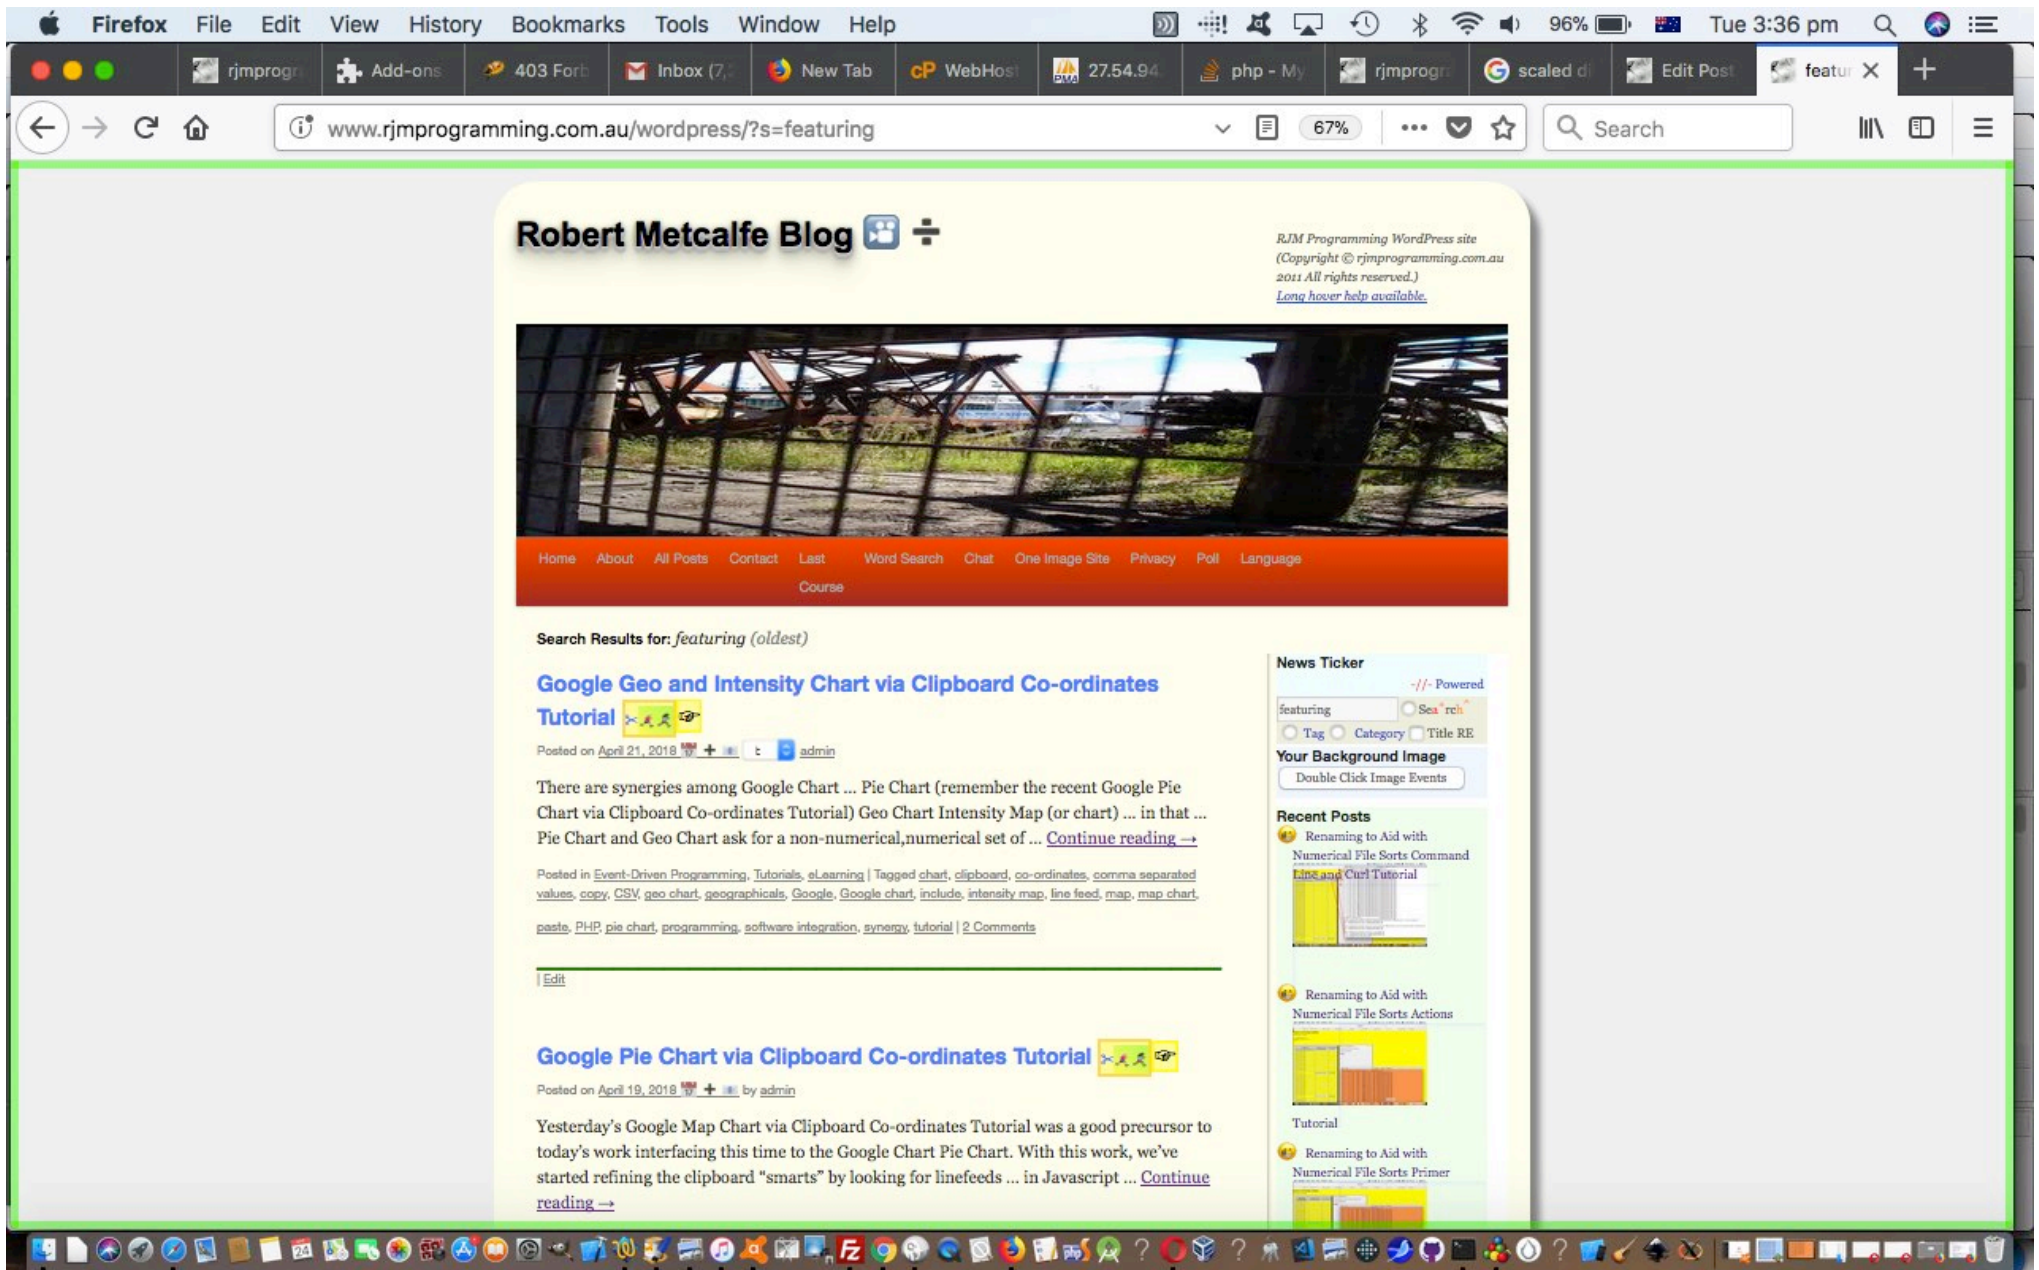 Firefox File Edit View History Bookmarks Tools Window Help 96% Tue 3:36 pm
rjmprogr Add-ons 403 Forb Inbox (7, New Tab WebHos 27.54.94 php - My rjmprogr scaled d Edit Post featu
www.rjmprogramming.com.au/wordpress/?s=featuring 67% Search
Robert Metcalfe Blog
RJM Programming WordPress site
(Copyright © rjmprogramming.com.au
2011 All rights reserved.)
Long hover help available.
Home About All Posts Contact Last Word Search Chat One Image Site Privacy Poll Language
Course
Search Results for: featuring (oldest)
Google Geo and Intensity Chart via Clipboard Co-ordinates
Tutorial
Posted on April 21, 2018 admin
There are synergies among Google Chart ... Pie Chart (remember the recent Google Pie
Chart via Clipboard Co-ordinates Tutorial) Geo Chart Intensity Map (or chart) ... in that ...
Pie Chart and Geo Chart ask for a non-numerical,numerical set of ... Continue reading →
Posted in Event-Driven Programming, Tutorials, eLearning | Tagged chart, clipboard, co-ordinates, comma separated
values, copy, CSV, geo chart, geographicals, Google, Google chart, include, intensity map, line feed, map, map chart,
paste, PHP, pie chart, programming, software integration, synergy, tutorial | 2 Comments
| Edit
Google Pie Chart via Clipboard Co-ordinates Tutorial
Posted on April 19, 2018 by admin
Yesterday's Google Map Chart via Clipboard Co-ordinates Tutorial was a good precursor to
today's work interfacing this time to the Google Chart Pie Chart. With this work, we've
started refining the clipboard “smarts” by looking for linefeeds ... in Javascript ... Continue
reading →
News Ticker
-//- Powered
featuring Sea^rch^
Tag Category Title RE
Your Background Image
Double Click Image Events
Recent Posts
Renaming to Aid with
Numerical File Sorts Command
Line and Curl Tutorial
Renaming to Aid with
Numerical File Sorts Actions
Tutorial
Renaming to Aid with
Numerical File Sorts Primer